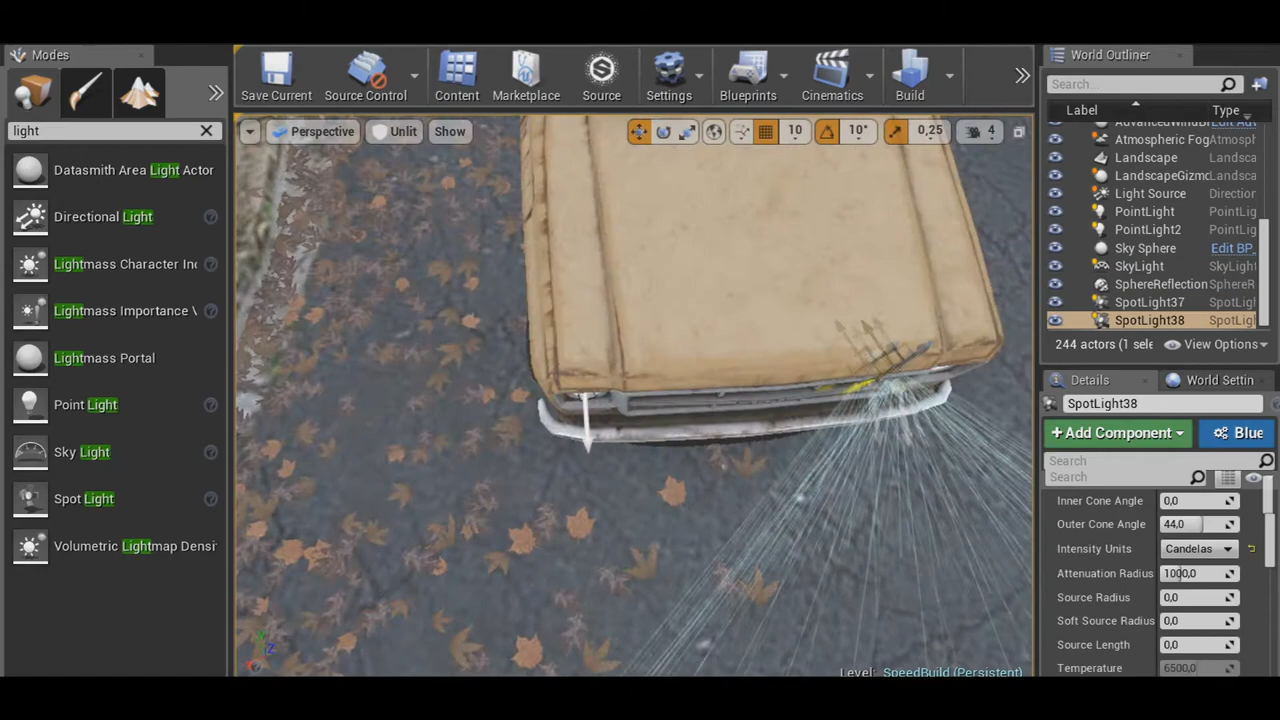 Modes
light
Datasmith Area Light Actor
Directional Light
Lightmass Character Inc
Lightmass Importance V
Lightmass Portal
Point Light
Sky Light
Spot Light
Volumetric Lightmap Densi
Save Current
Source Control
Content
Marketplace
Source
Settings
Blueprints
Cinematics
Build
Perspective
Unlit
Show
10
10°
0,25
4
Level: SpeedBuild (Persistent)
World Outliner
Search...
Label
Type
Atmospheric Fog Atmosph
Landscape Landsca
LandscapeGizmo Landsca
Light Source Direction
PointLight PointLig
PointLight2 PointLig
Sky Sphere Edit BP_
SkyLight SkyLight
SphereReflection SphereR
SpotLight37 SpotLigh
SpotLight38 SpotLigh
244 actors (1 sele
View Options
Details
World Settin
SpotLight38
+Add Component
Blue
Search
Search
Inner Cone Angle 0,0
Outer Cone Angle 44,0
Intensity Units Candelas
Attenuation Radius 1000,0
Source Radius 0,0
Soft Source Radius 0,0
Source Length 0,0
Temperature 6500,0